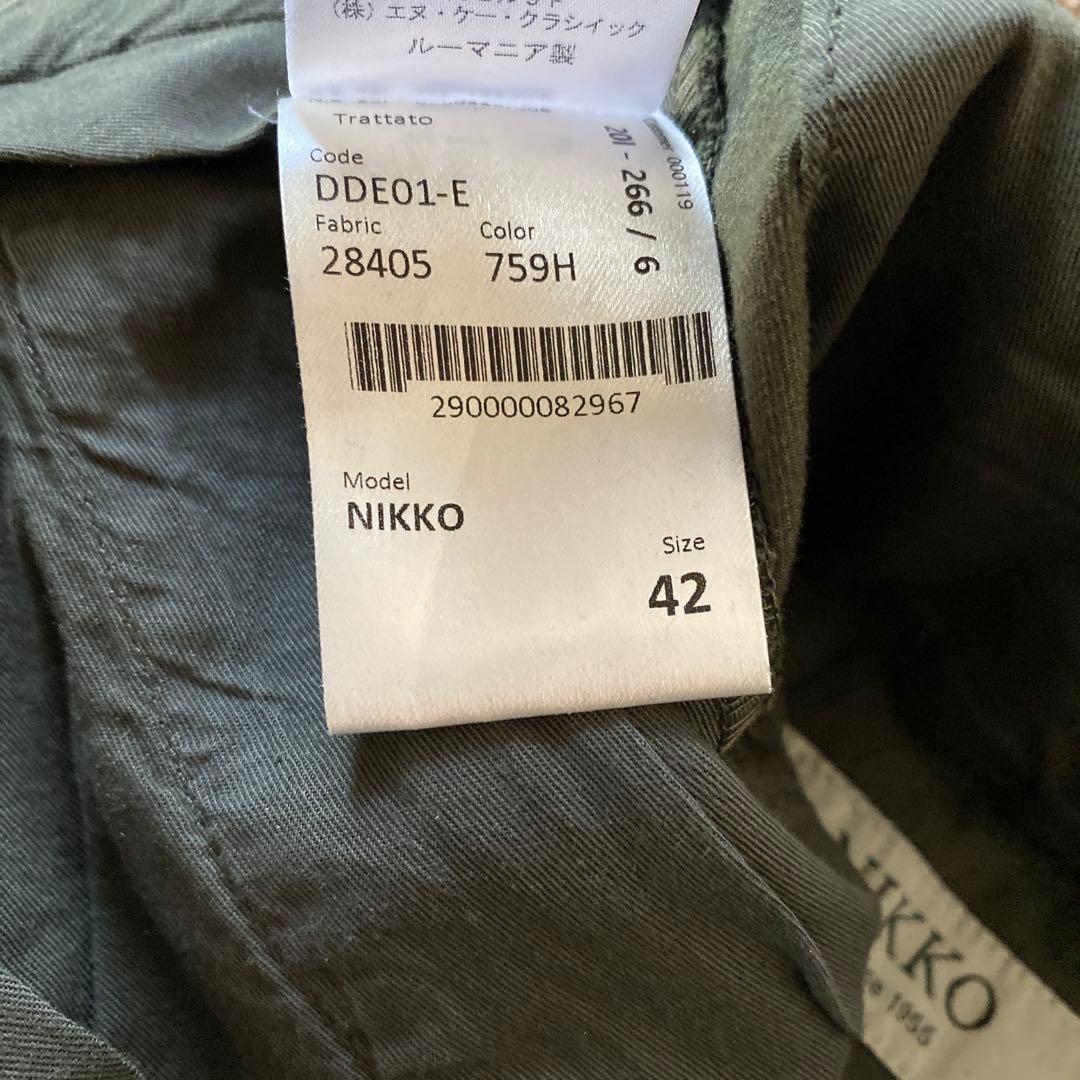 (株)エヌ・ケー・クラシイック
ルーマニア製
Trattato
Code
DDE01-E
Fabric
Color
28405
759H
201 - 266 / 6
000119
290000082967
Model
NIKKO
Size
42
NIKKO
1955